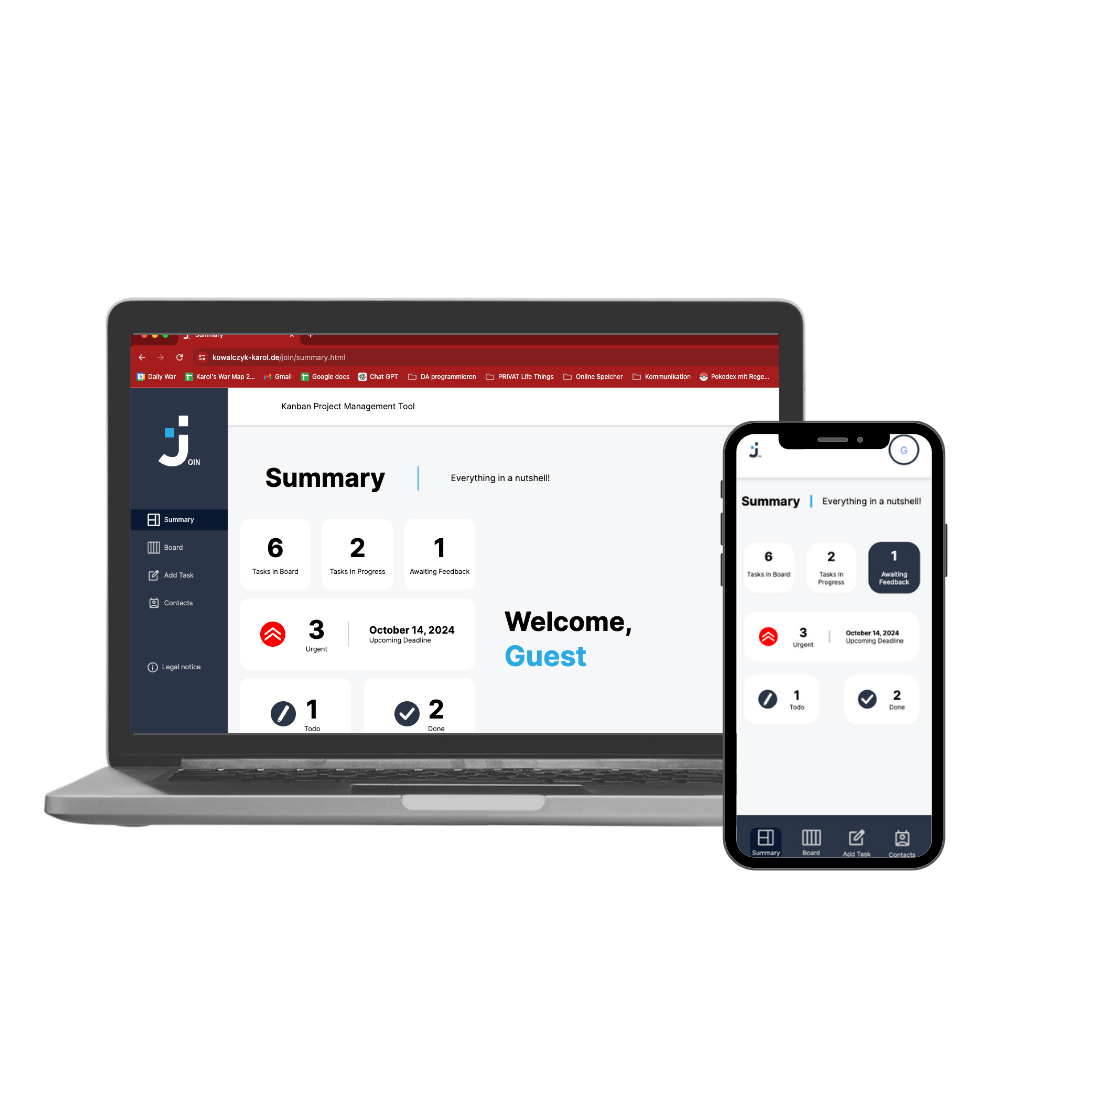 Summary
kowalczyk-karol.de/join/summary.html
Daily War
Karol's War Map 2...
Gmail
Google docs
Chat GPT
DA programmieren
PRIVAT Life Things
Online Speicher
Kommunikation
Pokedex mit Rege...
Kanban Project Management Tool
JOIN
Summary
Board
Add Task
Contacts
Legal notice
Summary
Everything in a nutshell!
6
Tasks in Board
2
Tasks In Progress
1
Awaiting Feedback
3
Urgent
October 14, 2024
Upcoming Deadline
1
Todo
2
Done
Welcome,
Guest
G
Summary
Everything in a nutshell!
6
Tasks in Board
2
Tasks In
Progress
1
Awaiting
Feedback
3
Urgent
October 14, 2024
Upcoming Deadline
1
Todo
2
Done
Summary
Board
Add Task
Contacts